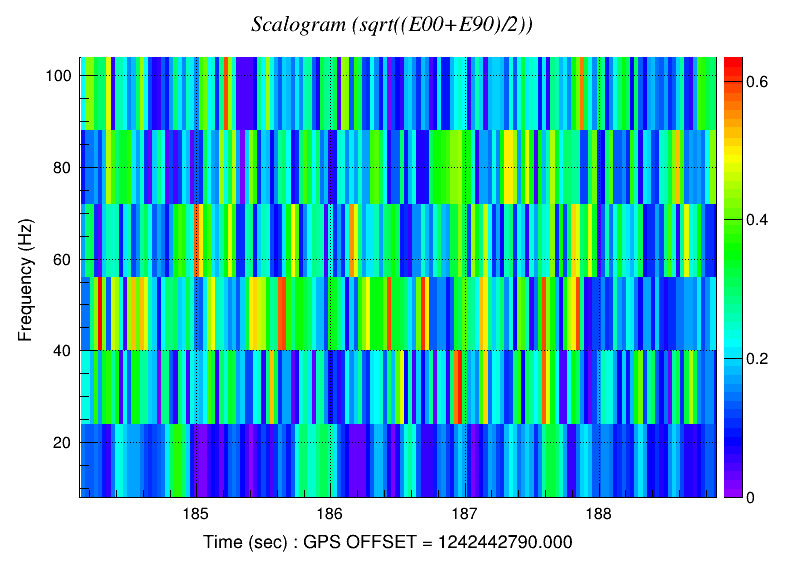 Scalogram (sqrt((E00+E90)/2))
Frequency (Hz)
100
80
60
40
20
0.6
0.4
0.2
0
185 186 187 188
Time (sec) : GPS OFFSET = 1242442790.000